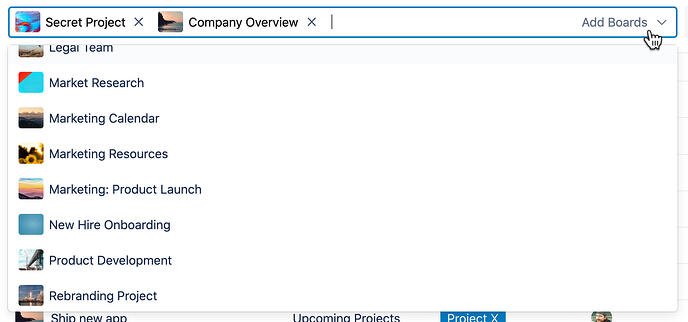 Secret Project Company Overview Add Boards
Legal Team
Market Research
Marketing Calendar
Marketing Resources
Marketing: Product Launch
New Hire Onboarding
Product Development
Rebranding Project
Ship new app Upcoming Projects Project X